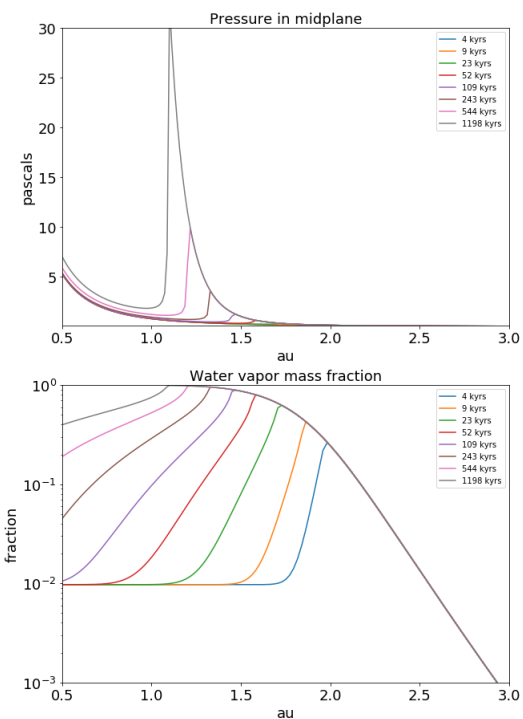 Pressure in midplane
30
25
20
15
10
5
pascals
0.5 1.0 1.5 2.0 2.5 3.0
au
4 kyrs
9 kyrs
23 kyrs
52 kyrs
109 kyrs
243 kyrs
544 kyrs
1198 kyrs
Water vapor mass fraction
10⁰
10⁻¹
10⁻²
10⁻³
fraction
0.5 1.0 1.5 2.0 2.5 3.0
au
4 kyrs
9 kyrs
23 kyrs
52 kyrs
109 kyrs
243 kyrs
544 kyrs
1198 kyrs